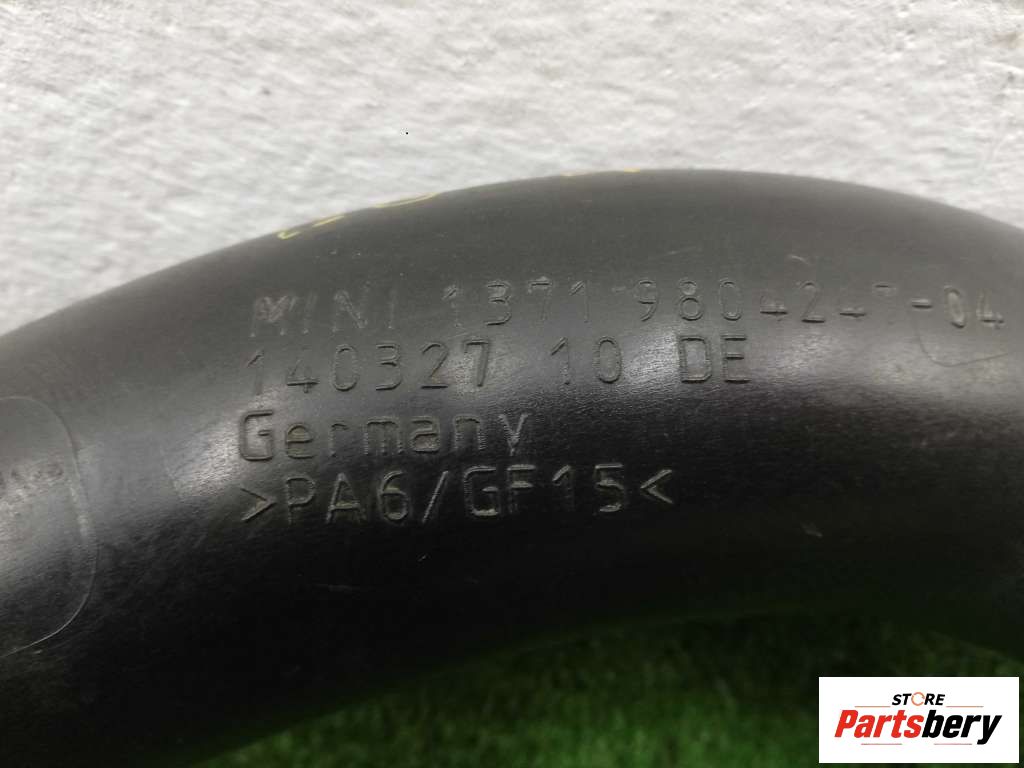 MINI 1371 9804247-04
140327 10 DE
Germany
>PA6/GF15<
STORE
Partsbery